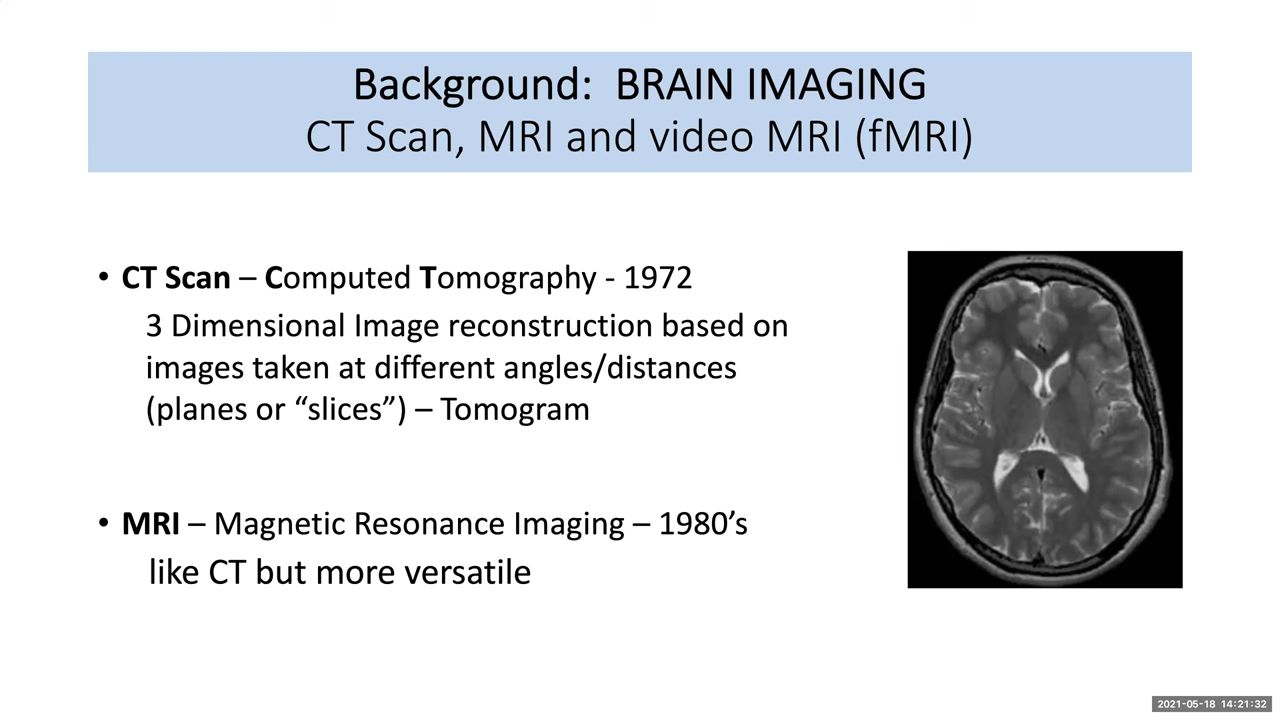 Background:  BRAIN IMAGING
CT Scan, MRI and video MRI (fMRI)
• CT Scan – Computed Tomography - 1972
3 Dimensional Image reconstruction based on
images taken at different angles/distances
(planes or “slices”) – Tomogram
• MRI – Magnetic Resonance Imaging – 1980’s
like CT but more versatile
2021-05-18 14:21:32